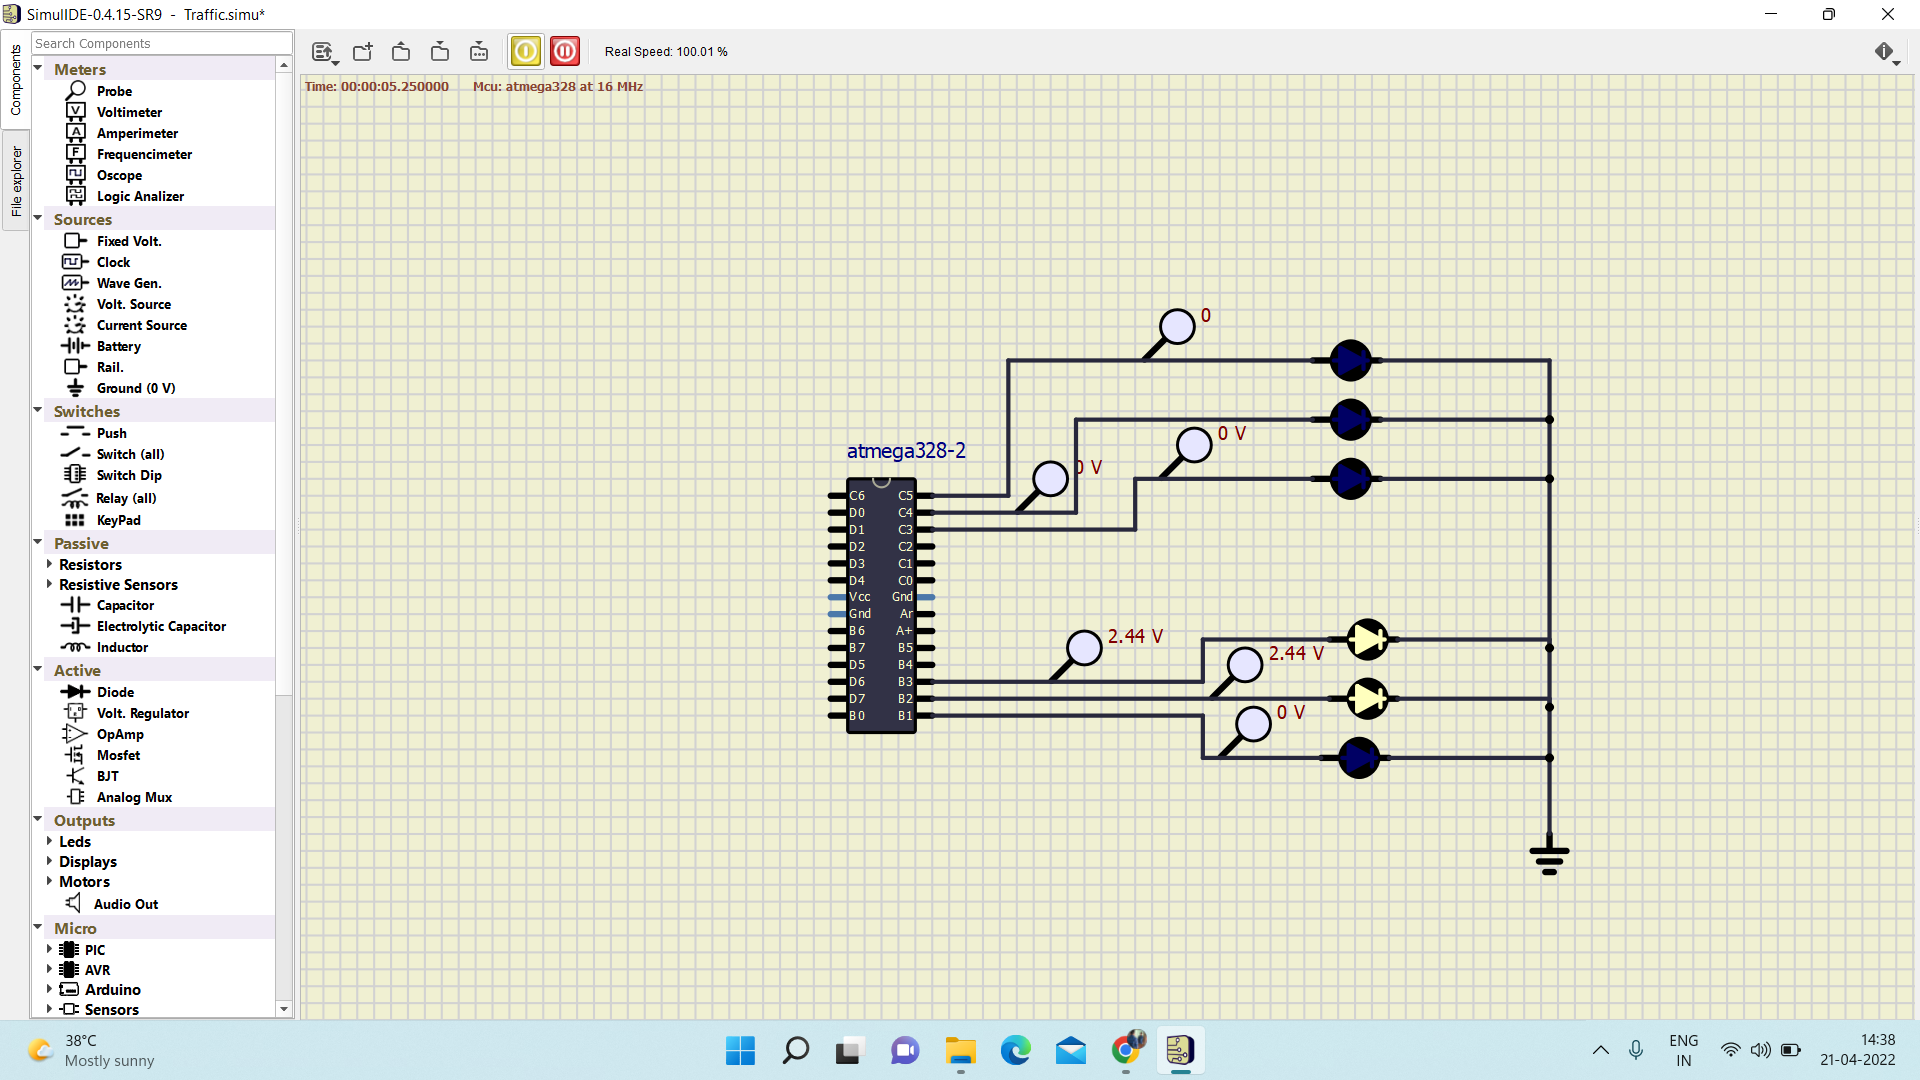 SimulIDE-0.4.15-SR9 - Traffic.simu*
Components
File explorer
Search Components
Meters
Probe
Voltimeter
Amperimeter
Frequencimeter
Oscope
Logic Analizer
Sources
Fixed Volt.
Clock
Wave Gen.
Volt. Source
Current Source
Battery
Rail.
Ground (0 V)
Switches
Push
Switch (all)
Switch Dip
Relay (all)
KeyPad
Passive
Resistors
Resistive Sensors
Capacitor
Electrolytic Capacitor
Inductor
Active
Diode
Volt. Regulator
OpAmp
Mosfet
BJT
Analog Mux
Outputs
Leds
Displays
Motors
Audio Out
Micro
PIC
AVR
Arduino
Sensors
Real Speed: 100.01 %
Time: 00:00:05.250000 Mcu: atmega328 at 16 MHz
0
0 V
0 V
atmega328-2
C6 C5
D0 C4
D1 C3
D2 C2
D3 C1
D4 C0
Vcc Gnd
Gnd Ar
B6 A+
B7 B5
D5 B4
D6 B3
D7 B2
B0 B1
2.44 V
2.44 V
0 V
38°C
Mostly sunny
ENG
IN
14:38
21-04-2022